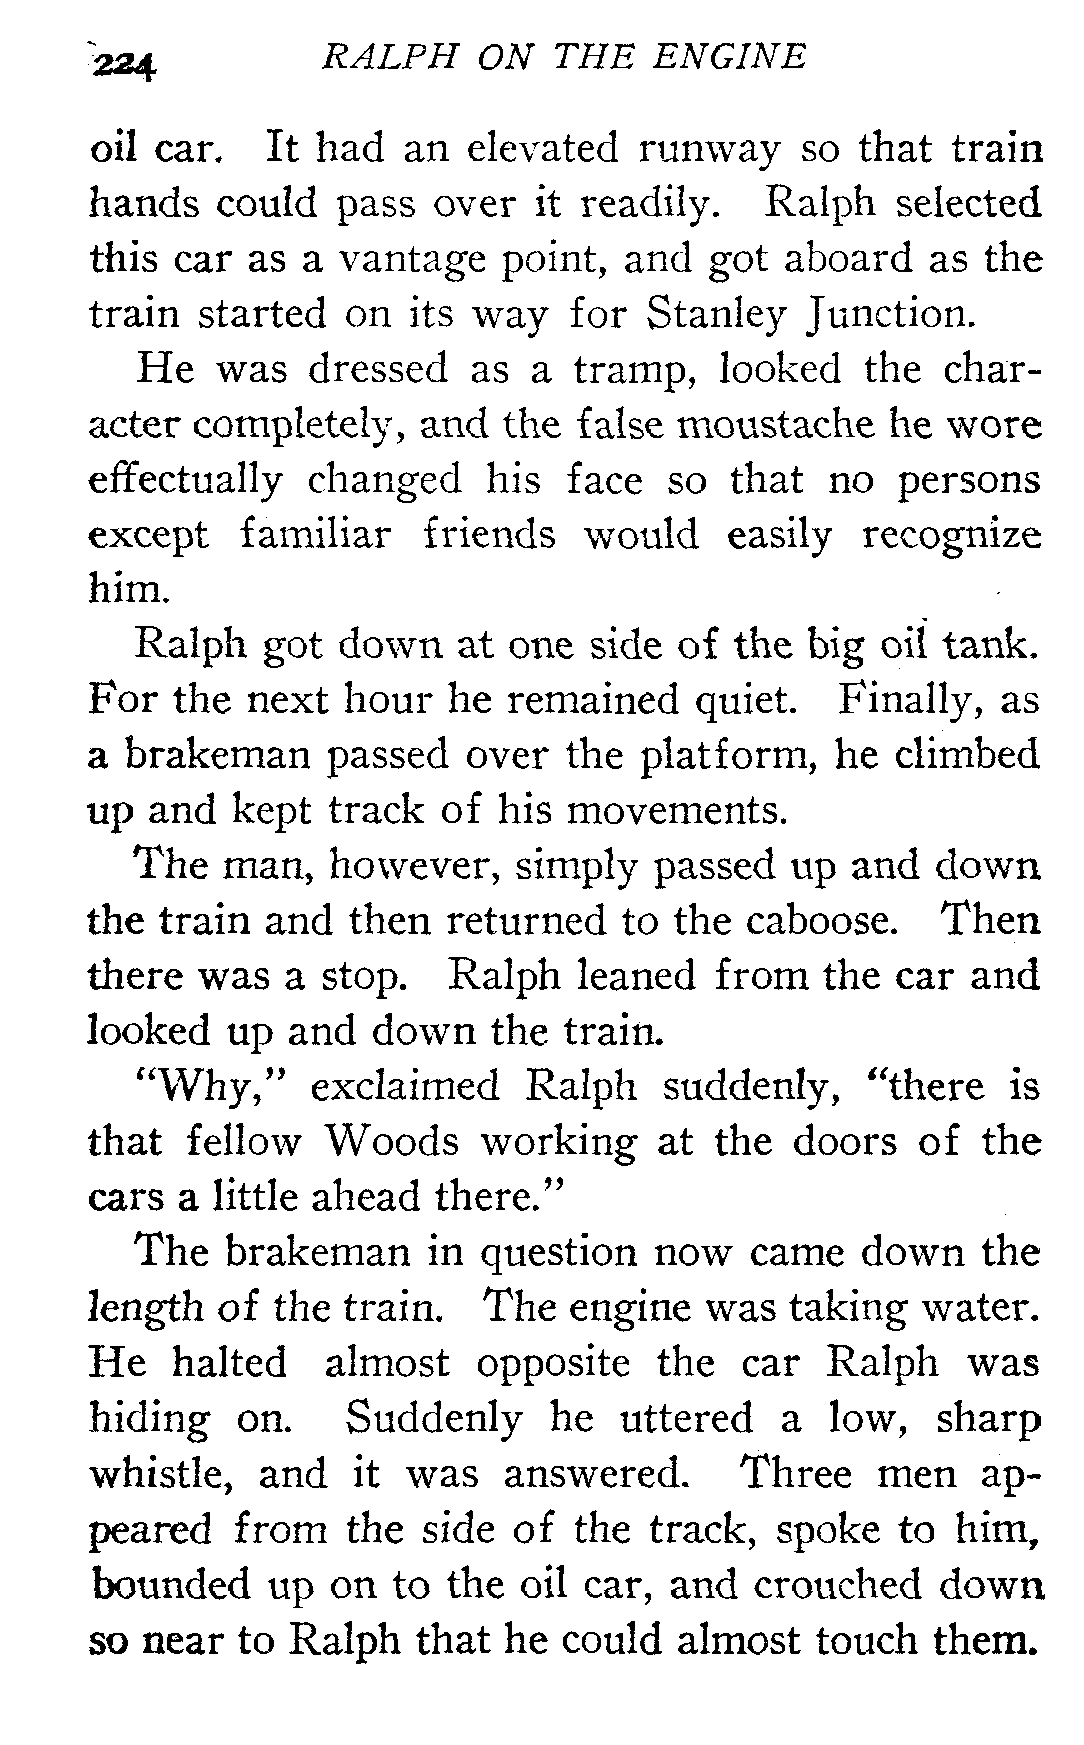 224 RALPH ON THE ENGINE
oil car. It had an elevated runway so that train
hands could pass over it readily. Ralph selected
this car as a vantage point, and got aboard as the
train started on its way for Stanley Junction.
He was dressed as a tramp, looked the char-
acter completely, and the false moustache he wore
effectually changed his face so that no persons
except familiar friends would easily recognize
him.
Ralph got down at one side of the big oil tank.
For the next hour he remained quiet. Finally, as
a brakeman passed over the platform, he climbed
up and kept track of his movements.
The man, however, simply passed up and down
the train and then returned to the caboose. Then
there was a stop. Ralph leaned from the car and
looked up and down the train.
"Why," exclaimed Ralph suddenly, "there is
that fellow Woods working at the doors of the
cars a little ahead there."
The brakeman in question now came down the
length of the train. The engine was taking water.
He halted almost opposite the car Ralph was
hiding on. Suddenly he uttered a low, sharp
whistle, and it was answered. Three men ap-
peared from the side of the track, spoke to him,
bounded up on to the oil car, and crouched down
so near to Ralph that he could almost touch them.